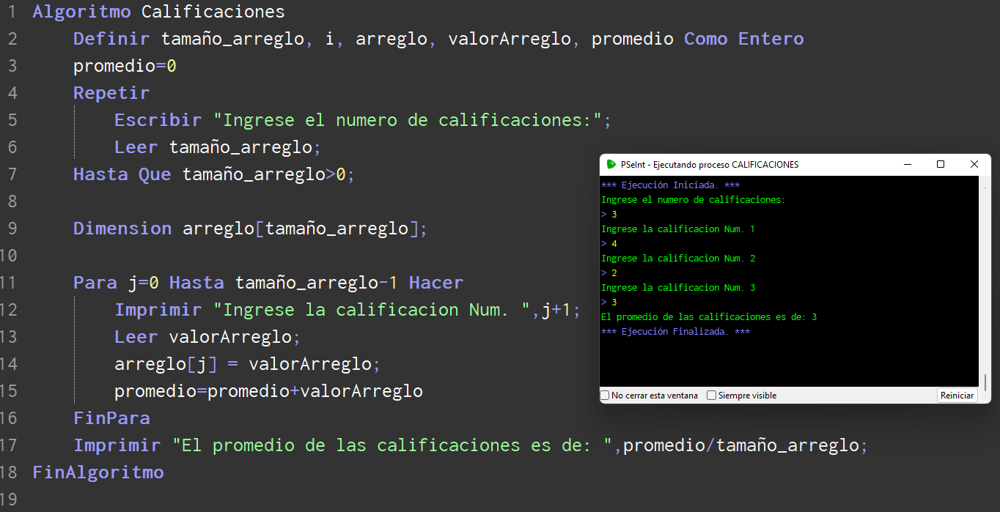 1 Algoritmo Calificaciones
2 Definir tamaño_arreglo, i, arreglo, valorArreglo, promedio Como Entero
3 promedio=0
4 Repetir
5 Escribir "Ingrese el numero de calificaciones:";
6 Leer tamaño_arreglo;
7 Hasta Que tamaño_arreglo>0;
8
9 Dimension arreglo[tamaño_arreglo];
10
11 Para j=0 Hasta tamaño_arreglo-1 Hacer
12 Imprimir "Ingrese la calificacion Num. ",j+1;
13 Leer valorArreglo;
14 arreglo[j] = valorArreglo;
15 promedio=promedio+valorArreglo
16 FinPara
17 Imprimir "El promedio de las calificaciones es de: ",promedio/tamaño_arreglo;
18 FinAlgoritmo
19
PSeInt - Ejecutando proceso CALIFICACIONES
*** Ejecución Iniciada. ***
Ingrese el numero de calificaciones:
> 3
Ingrese la calificacion Num. 1
> 4
Ingrese la calificacion Num. 2
> 2
Ingrese la calificacion Num. 3
> 3
El promedio de las calificaciones es de: 3
*** Ejecución Finalizada. ***
No cerrar esta ventana Siempre visible Reiniciar